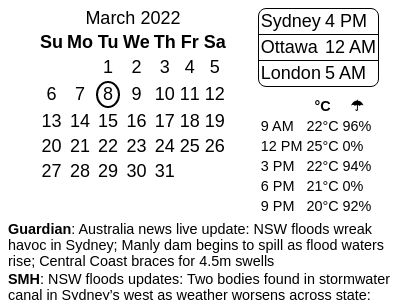 March 2022
Su Mo Tu We Th Fr Sa
1 2 3 4 5
6 7 8 9 10 11 12
13 14 15 16 17 18 19
20 21 22 23 24 25 26
27 28 29 30 31
Sydney 4 PM
Ottawa 12 AM
London 5 AM
°C ☂
9 AM 22°C 96%
12 PM 25°C 0%
3 PM 22°C 94%
6 PM 21°C 0%
9 PM 20°C 92%
Guardian: Australia news live update: NSW floods wreak
havoc in Sydney; Manly dam begins to spill as flood waters
rise; Central Coast braces for 4.5m swells
SMH: NSW floods updates: Two bodies found in stormwater
canal in Sydney's west as weather worsens across state: